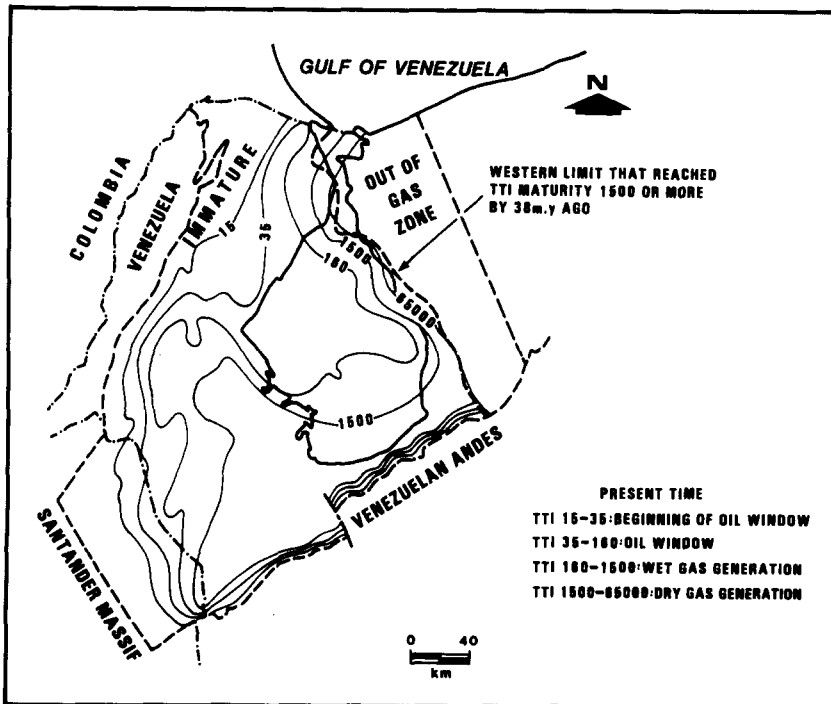 GULF OF VENEZUELA
N
COLOMBIA
VENEZUELA
IMMATURE
15
35
OUT OF
GAS
ZONE
WESTERN LIMIT THAT REACHED
TTI MATURITY 1500 OR MORE
BY 38m.y AGO
1500
160
65000
1500
VENEZUELAN ANDES
SANTANDER MASSIF
PRESENT TIME
TTI 15-35:BEGINNING OF OIL WINDOW
TTI 35-160:OIL WINDOW
TTI 160-1500:WET GAS GENERATION
TTI 1500-65000:DRY GAS GENERATION
0 40
km